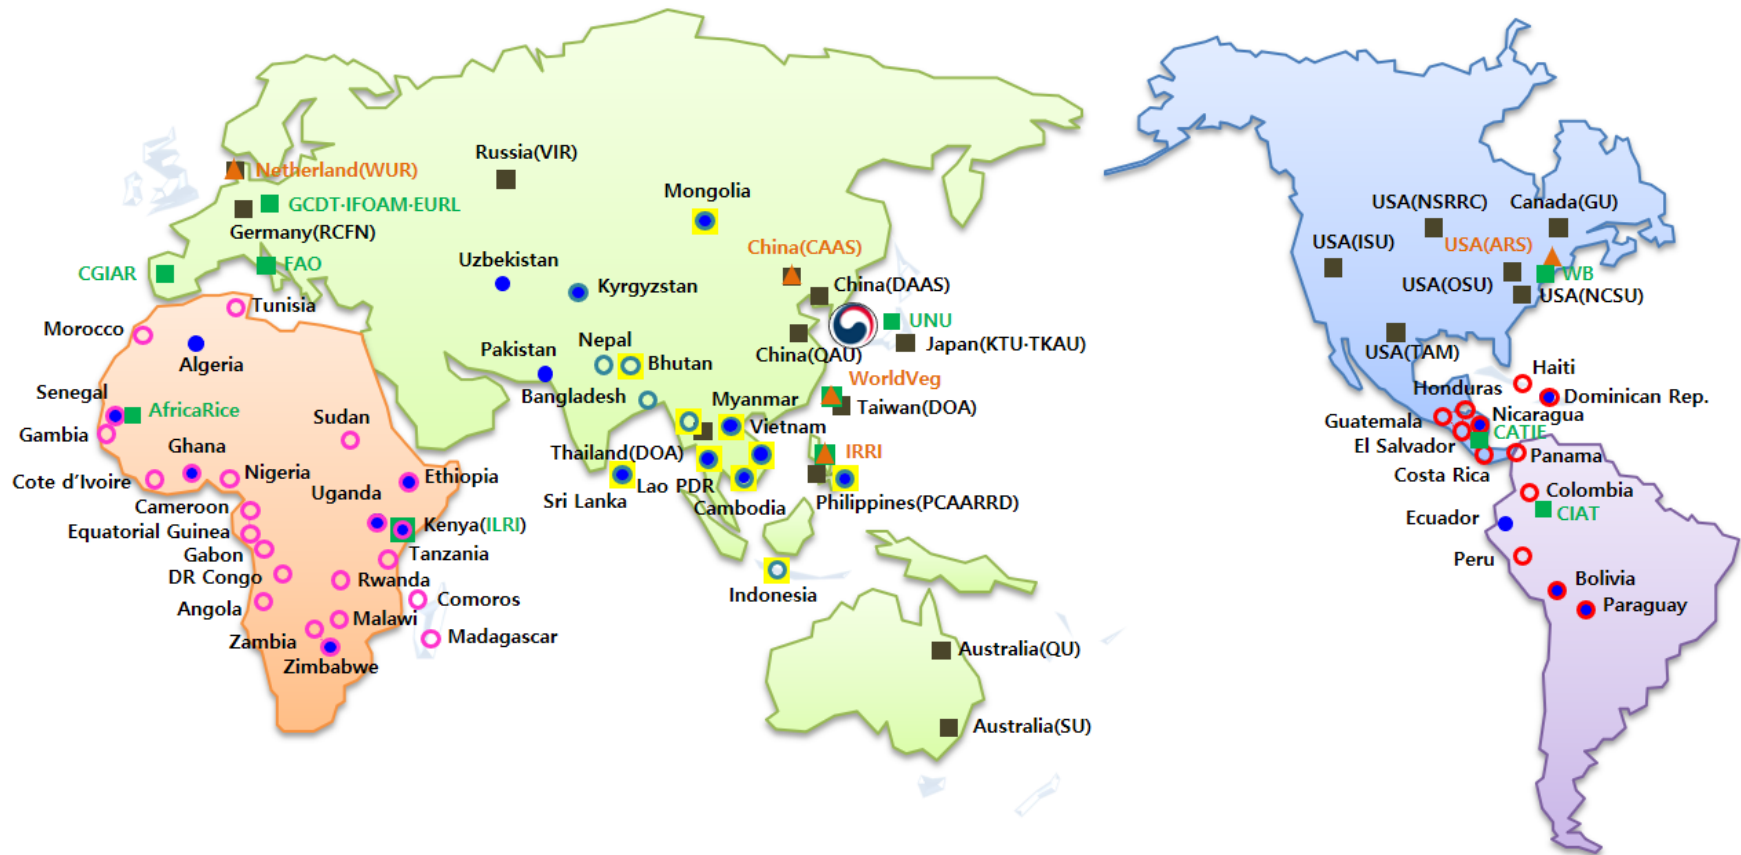 Russia(VIR)
Netherland(WUR)
Mongolia
GCDT·IFOAM·EURL
Germany(RCFN)
China(CAAS)
CGIAR
FAO
Uzbekistan
Kyrgyzstan
China(DAAS)
Tunisia
UNU
Morocco
Japan(KTU·TKAU)
China(QAU)
Algeria
Pakistan
Nepal
Bhutan
WorldVeg
Senegal
Bangladesh
Myanmar
Taiwan(DOA)
AfricaRice
Sudan
Vietnam
Gambia
Ghana
Thailand(DOA)
IRRI
Cote d’Ivoire
Nigeria
Ethiopia
Uganda
Lao PDR
Sri Lanka
Cambodia
Philippines(PCAARRD)
Cameroon
Equatorial Guinea
Kenya(ILRI)
Gabon
Tanzania
DR Congo
Rwanda
Indonesia
Angola
Comoros
Malawi
Zambia
Madagascar
Zimbabwe
Australia(QU)
Australia(SU)
USA(NSRRC)
Canada(GU)
USA(ISU)
USA(ARS)
WB
USA(OSU)
USA(NCSU)
USA(TAM)
Haiti
Honduras
Dominican Rep.
Guatemala
Nicaragua
CATIE
El Salvador
Panama
Costa Rica
Colombia
CIAT
Ecuador
Peru
Bolivia
Paraguay